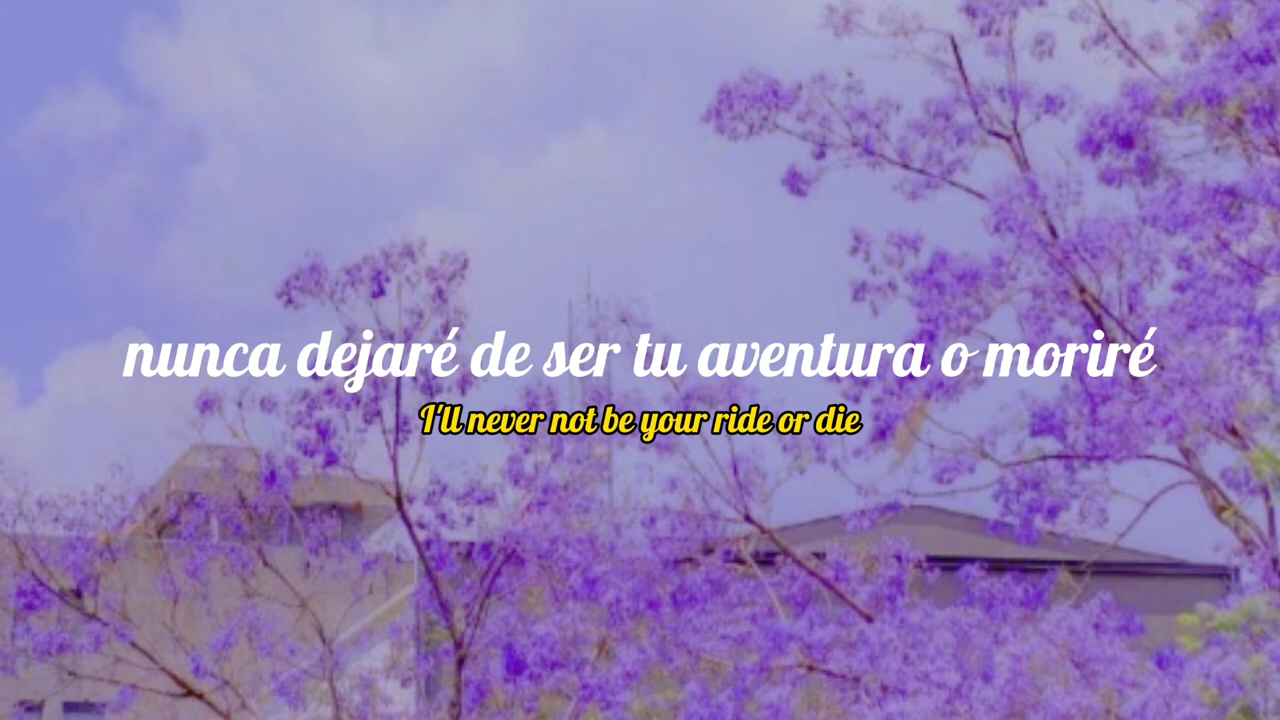 nunca dejaré de ser tu aventura o moriré
I'll never not be your ride or die